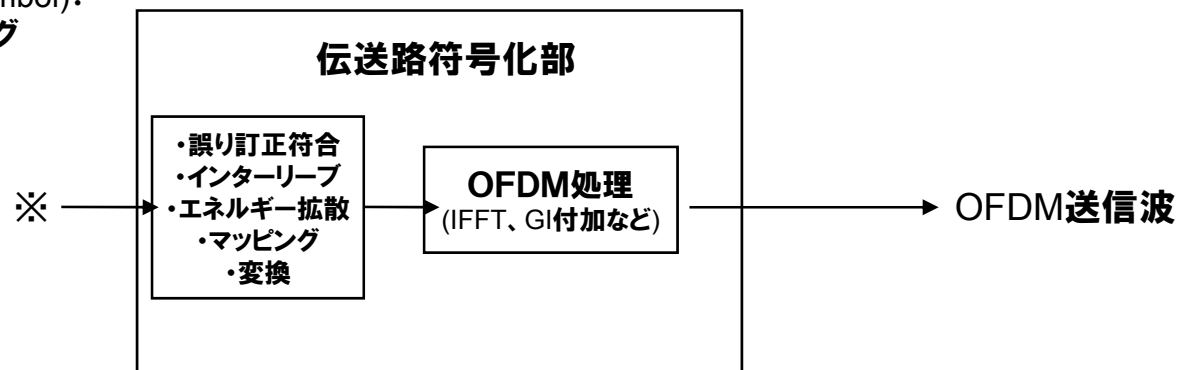 mbol):
グ
伝送路符号化部
・誤り訂正符合
・インターリーブ
・エネルギー拡散
・マッピング
・変換
※
OFDM処理
(IFFT、GI付加など)
OFDM送信波